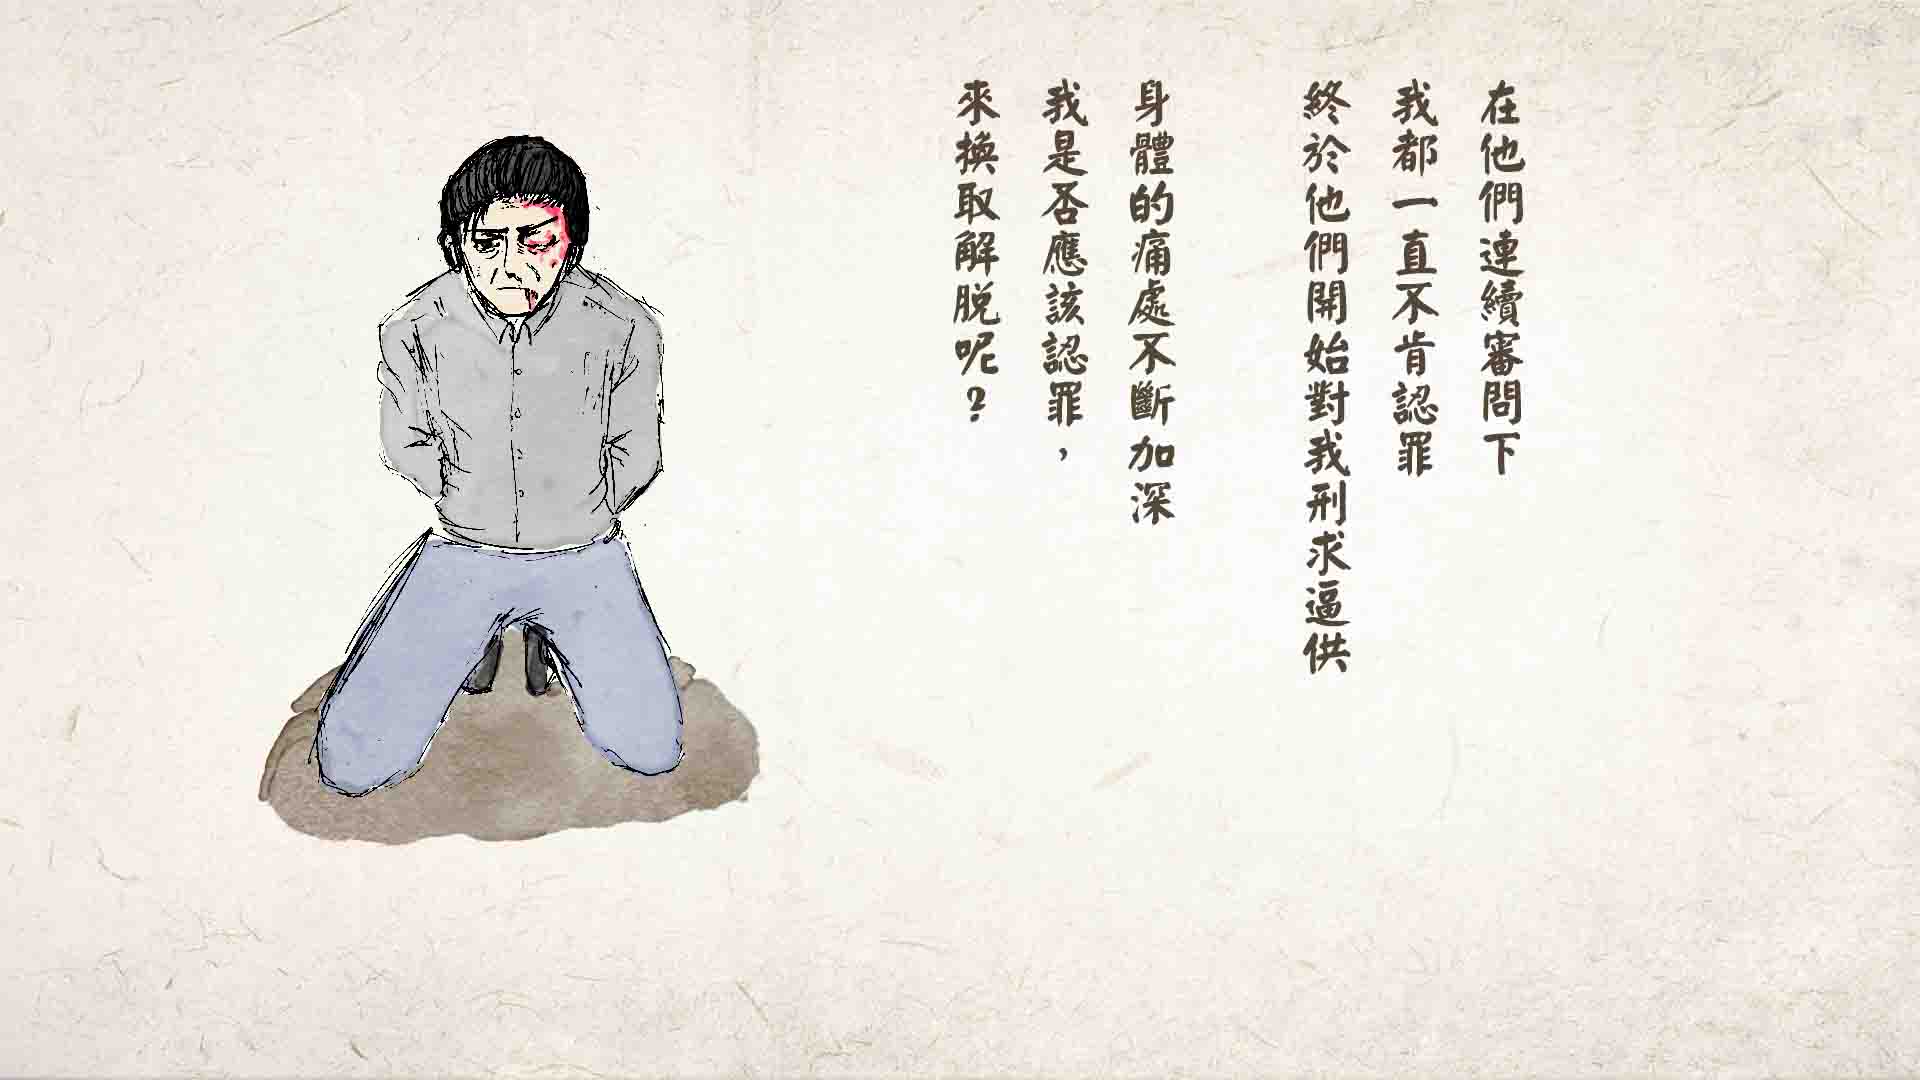 在他們連續審問下
我都一直不肯認罪
終於他們開始對我刑求逼供
身體的痛處不斷加深
我是否應該認罪，
來換取解脫呢？